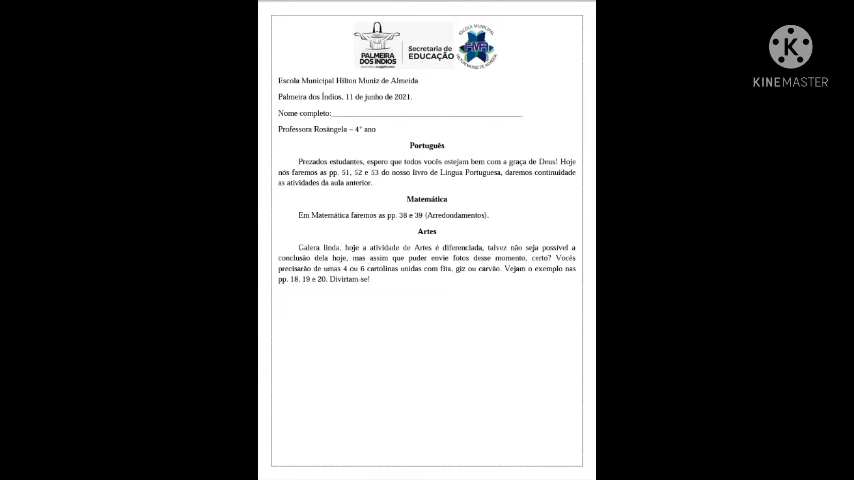 PALMEIRA
DOS ÍNDIOS
Secretaria de
EDUCAÇÃO
ESCOLA MUNICIPAL
HMA
KINEMASTER
Escola Municipal Hilton Muniz de Almeida
Palmeira dos Índios, 11 de junho de 2021.
Nome completo:
Professora Rosângela – 4° ano
Português
Prezados estudantes, espero que todos vocês estejam bem com a graça de Deus! Hoje
nós faremos as pp. 51, 52 e 53 do nosso livro de Língua Portuguesa, daremos continuidade
as atividades da aula anterior.
Matemática
Em Matemática faremos as pp. 38 e 39 (Arredondamentos).
Artes
Galera linda, hoje a atividade de Artes é diferenciada, talvez não seja possível a
conclusão dela hoje, mas assim que puder envie fotos desse momento, certo? Vocês
precisarão de umas 4 ou 6 cartolinas unidas com fita, giz ou carvão. Vejam o exemplo nas
pp. 18, 19 e 20. Divirtam-se!